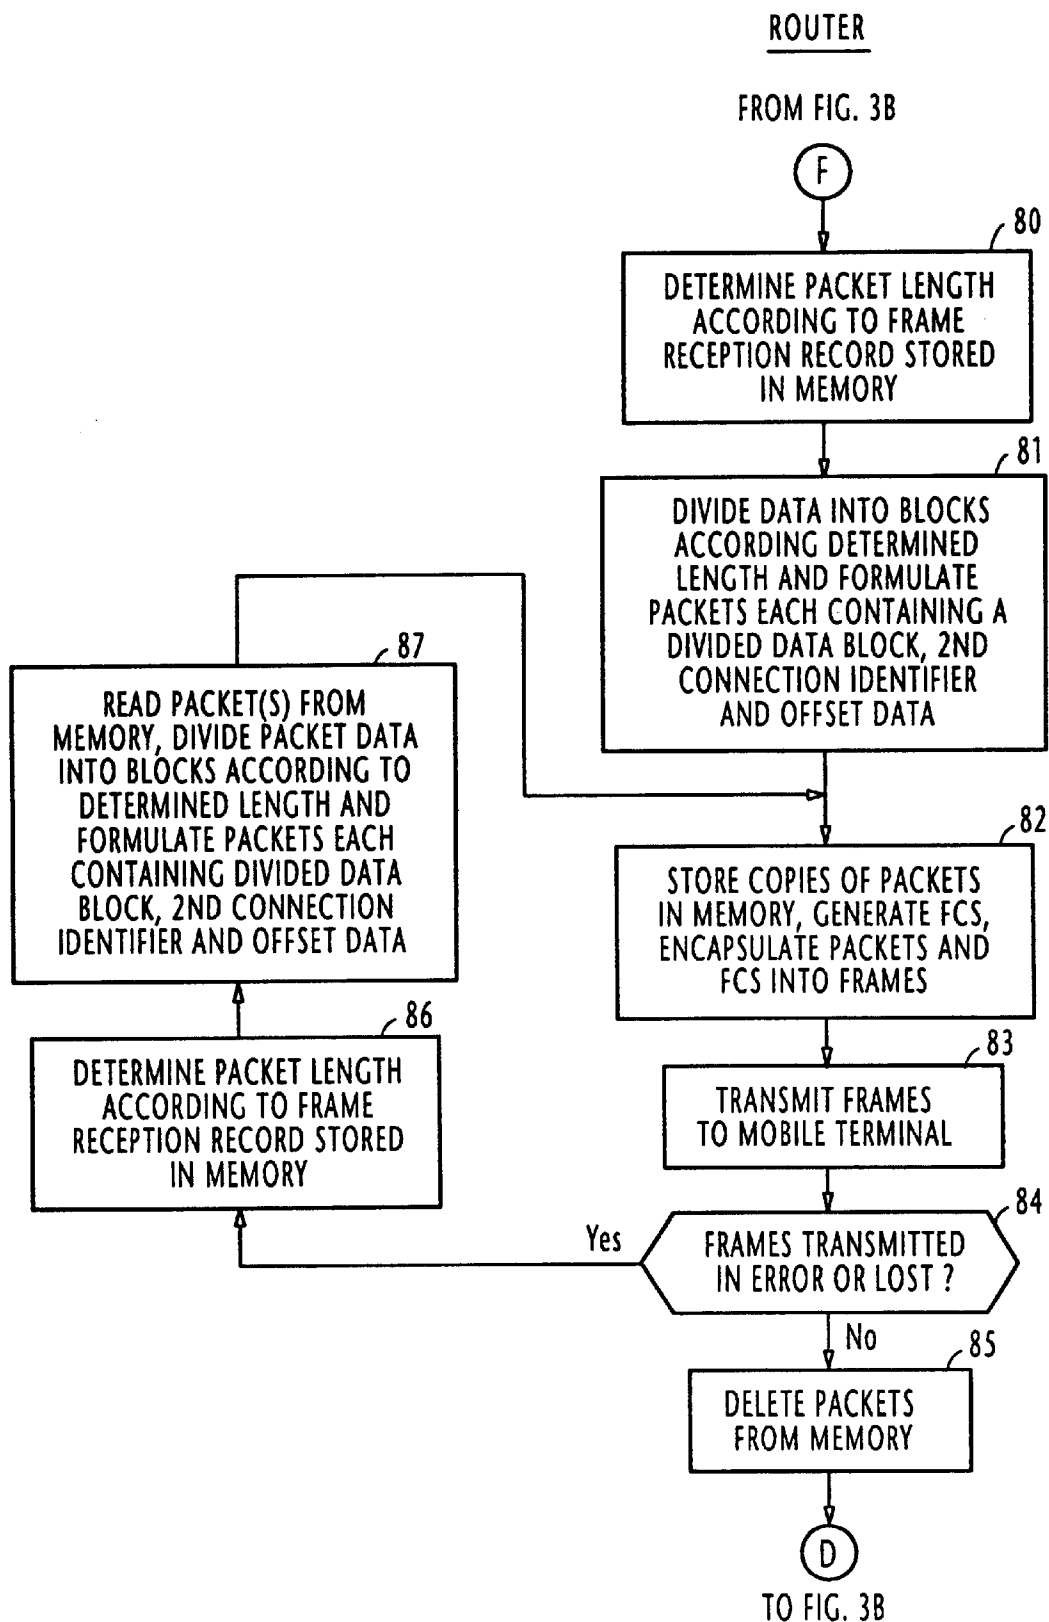 ROUTER
FROM FIG. 3B
F
80
DETERMINE PACKET LENGTH
ACCORDING TO FRAME
RECEPTION RECORD STORED
IN MEMORY
81
DIVIDE DATA INTO BLOCKS
ACCORDING DETERMINED
LENGTH AND FORMULATE
PACKETS EACH CONTAINING A
DIVIDED DATA BLOCK, 2ND
CONNECTION IDENTIFIER
AND OFFSET DATA
87
READ PACKET(S) FROM
MEMORY, DIVIDE PACKET DATA
INTO BLOCKS ACCORDING TO
DETERMINED LENGTH AND
FORMULATE PACKETS EACH
CONTAINING DIVIDED DATA
BLOCK, 2ND CONNECTION
IDENTIFIER AND OFFSET DATA
82
STORE COPIES OF PACKETS
IN MEMORY, GENERATE FCS,
ENCAPSULATE PACKETS AND
FCS INTO FRAMES
86
DETERMINE PACKET LENGTH
ACCORDING TO FRAME
RECEPTION RECORD STORED
IN MEMORY
83
TRANSMIT FRAMES
TO MOBILE TERMINAL
84
Yes
FRAMES TRANSMITTED
IN ERROR OR LOST ?
No
85
DELETE PACKETS
FROM MEMORY
D
TO FIG. 3B